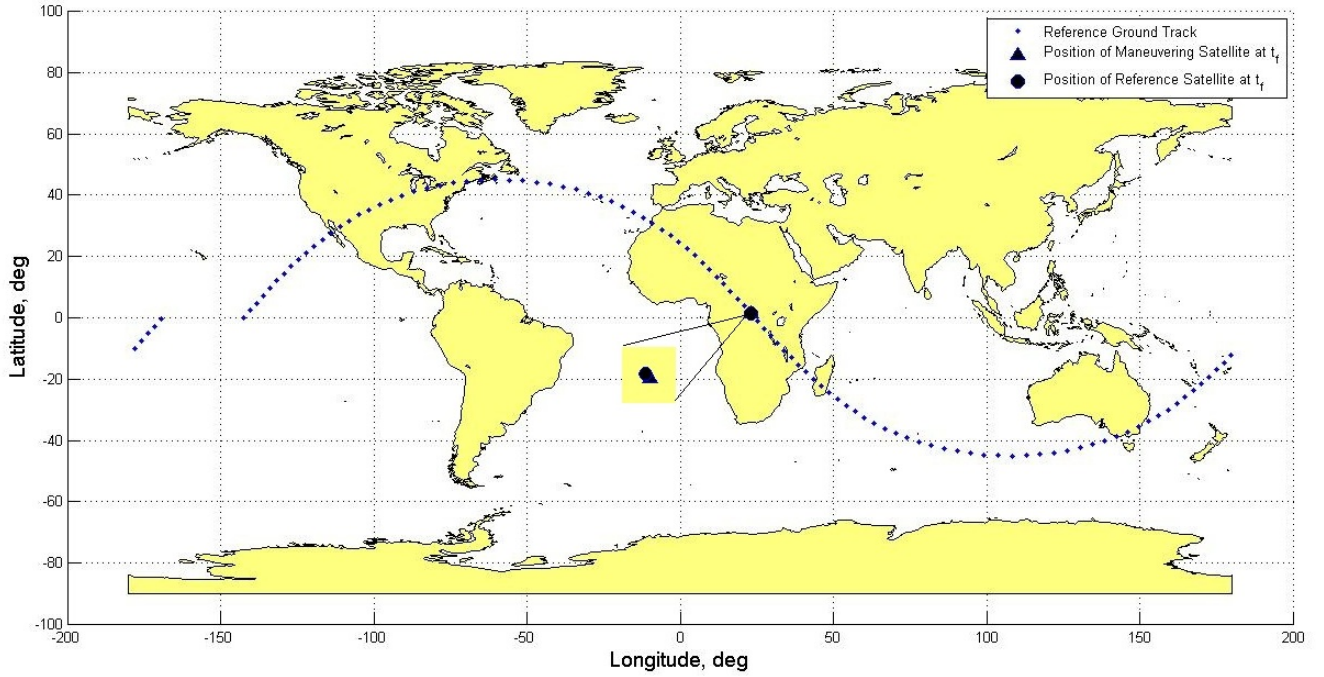 100
80
60
40
20
0
-20
-40
-60
-80
-100
Latitude, deg
Reference Ground Track
Position of Maneuvering Satellite at tf
Position of Reference Satellite at tf
-200 -150 -100 -50 0 50 100 150 200
Longitude, deg